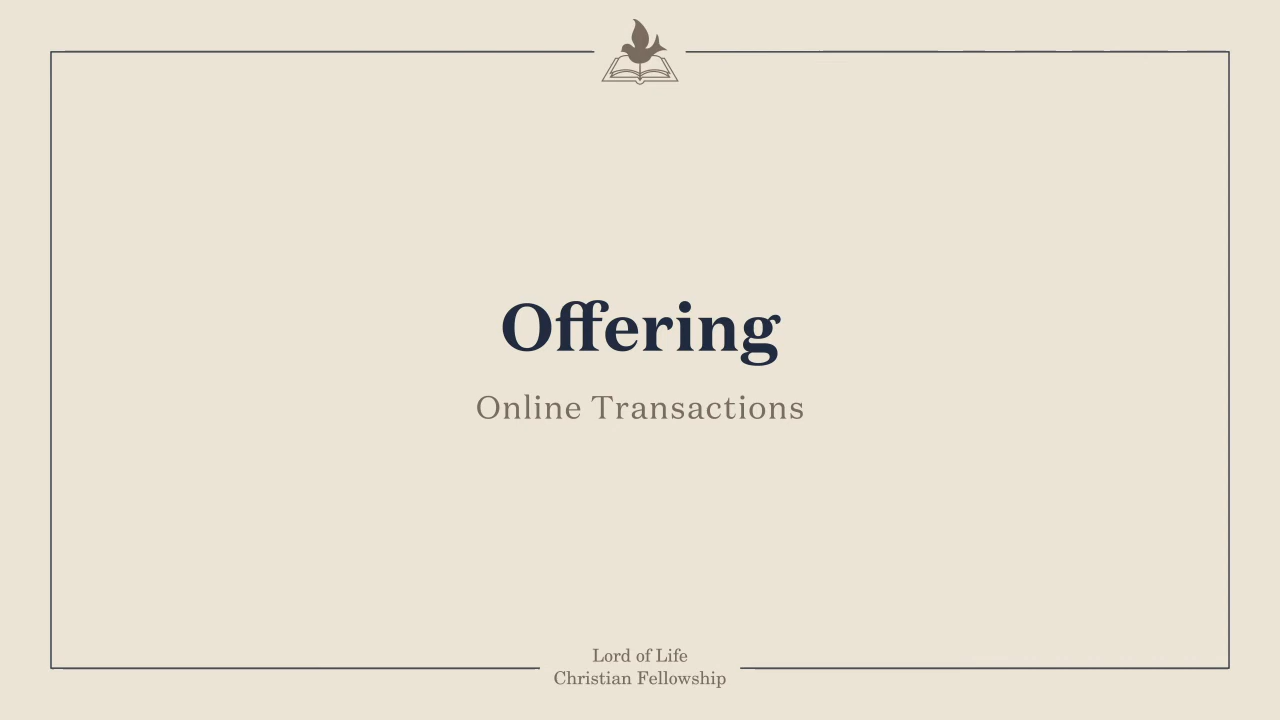 Offering
Online Transactions
Lord of Life
Christian Fellowship